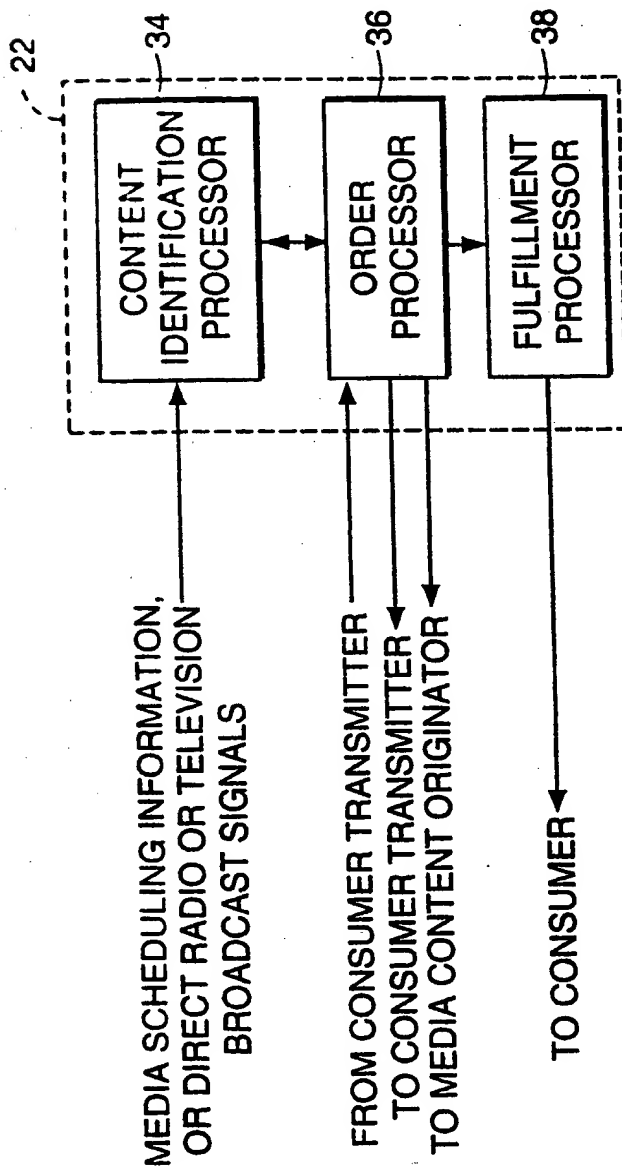 22
MEDIA SCHEDULING INFORMATION,
OR DIRECT RADIO OR TELEVISION
BROADCAST SIGNALS
CONTENT
IDENTIFICATION
PROCESSOR
34
FROM CONSUMER TRANSMITTER
TO CONSUMER TRANSMITTER
TO MEDIA CONTENT ORIGINATOR
ORDER
PROCESSOR
36
TO CONSUMER
FULFILLMENT
PROCESSOR
38